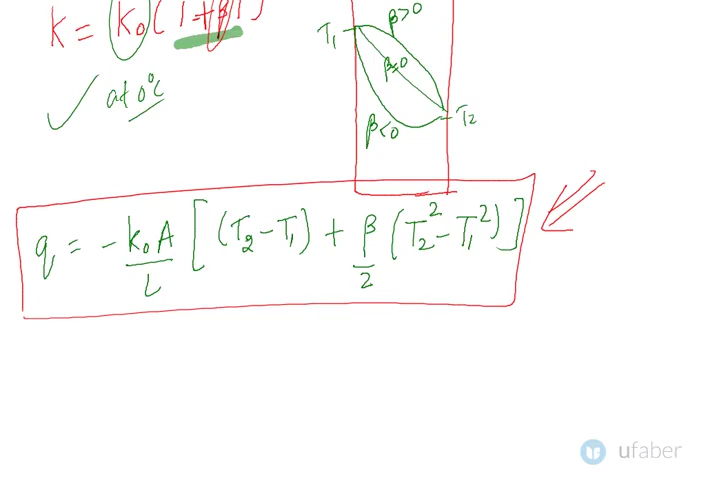 K = K₀ (1+βT)
at 0°C
T₁
β>0
β=0
β<0
T₂
q = -k₀A/L [(T₂-T₁) + β/2 (T₂²-T₁²)]
ufaber